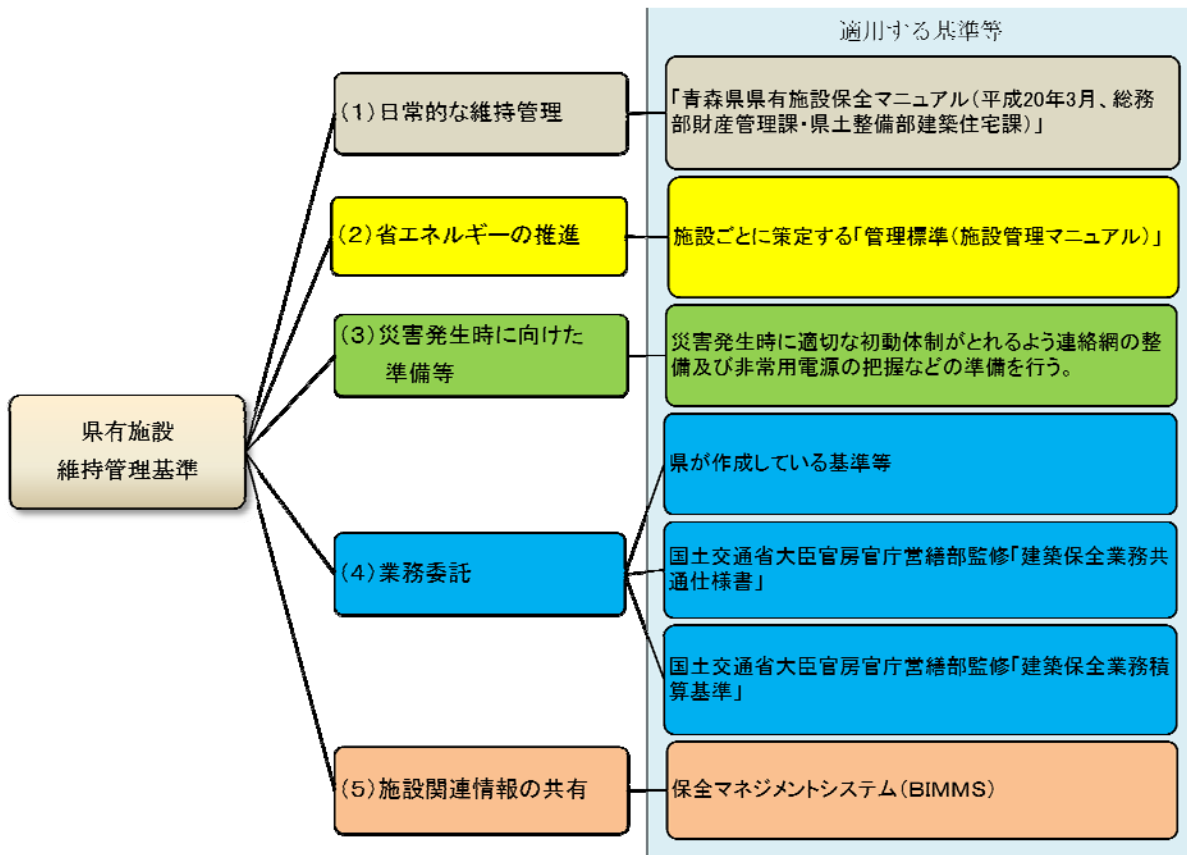 適用する基準等
県有施設
維持管理基準
(1)日常的な維持管理
「青森県県有施設保全マニュアル(平成20年3月、総務
部財産管理課・県土整備部建築住宅課)」
(2)省エネルギーの推進
施設ごとに策定する「管理標準(施設管理マニュアル)」
(3)災害発生時に向けた
準備等
災害発生時に適切な初動体制がとれるよう連絡網の整
備及び非常用電源の把握などの準備を行う。
(4)業務委託
県が作成している基準等
国土交通省大臣官房官庁営繕部監修「建築保全業務共
通仕様書」
国土交通省大臣官房官庁営繕部監修「建築保全業務積
算基準」
(5)施設関連情報の共有
保全マネジメントシステム(BIMMS)